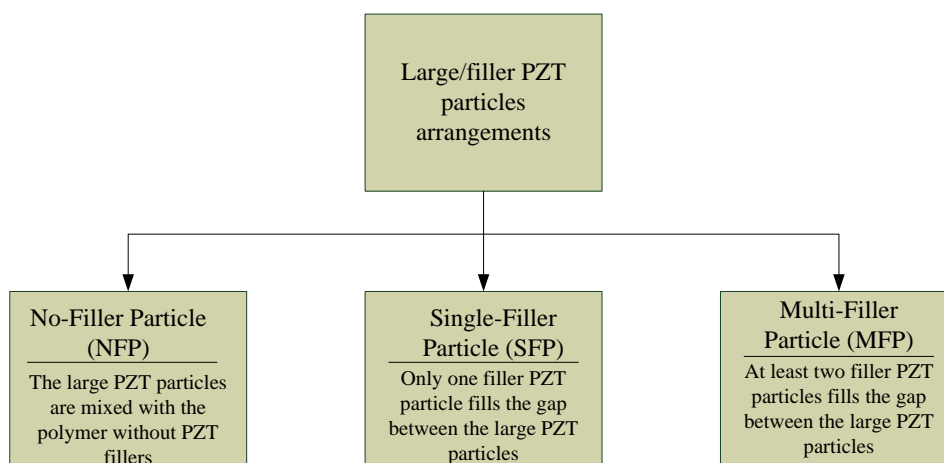 Large/filler PZT
particles
arrangements
No-Filler Particle
(NFP)
The large PZT particles
are mixed with the
polymer without PZT
fillers
Single-Filler
Particle (SFP)
Only one filler PZT
particle fills the gap
between the large PZT
particles
Multi-Filler
Particle (MFP)
At least two filler PZT
particles fills the gap
between the large PZT
particles